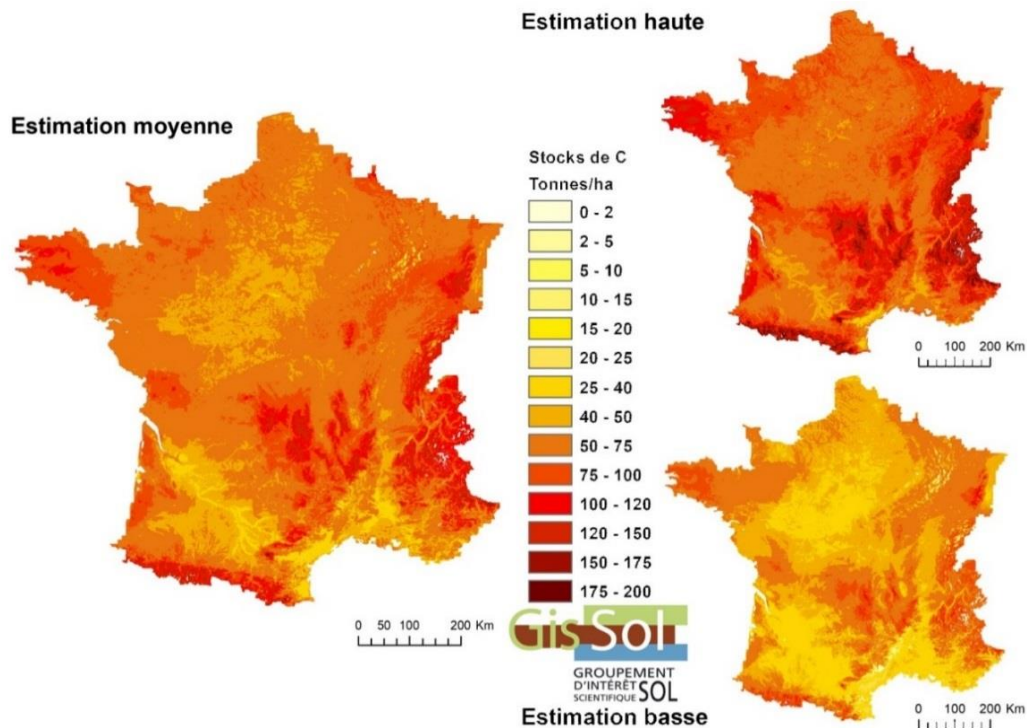 Estimation haute
Estimation moyenne
Stocks de C
Tonnes/ha
0 - 2
2 - 5
5 - 10
10 - 15
15 - 20
20 - 25
25 - 40
40 - 50
50 - 75
75 - 100
100 - 120
120 - 150
150 - 175
175 - 200
0 100 200 Km
0 50 100 200 Km
Gis Sol
GROUPEMENT
D'INTÉRÊT
SCIENTIFIQUE SOL
Estimation basse
0 100 200 Km